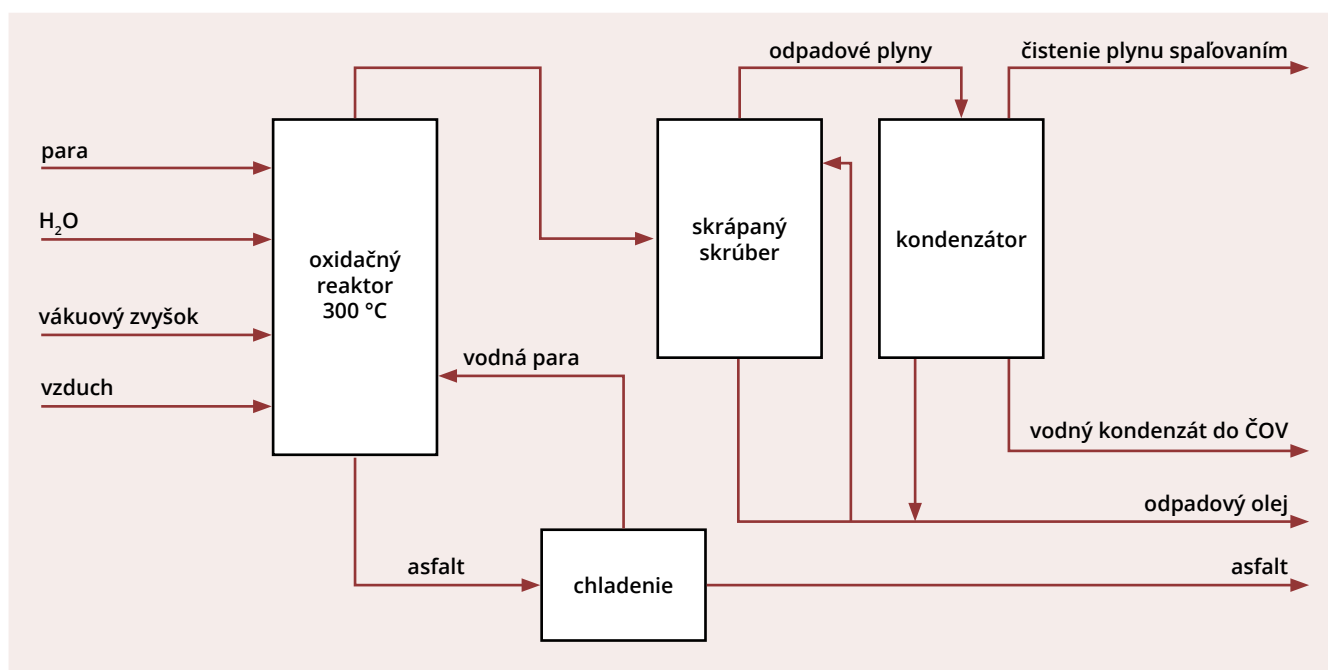 odpadové plyny
čistenie plynu spaľovaním
para
H₂O
vákuový zvyšok
vzduch
oxidačný
reaktor
300 °C
skrápaný
skrúber
kondenzátor
vodná para
vodný kondenzát do ČOV
odpadový olej
asfalt
chladenie
asfalt